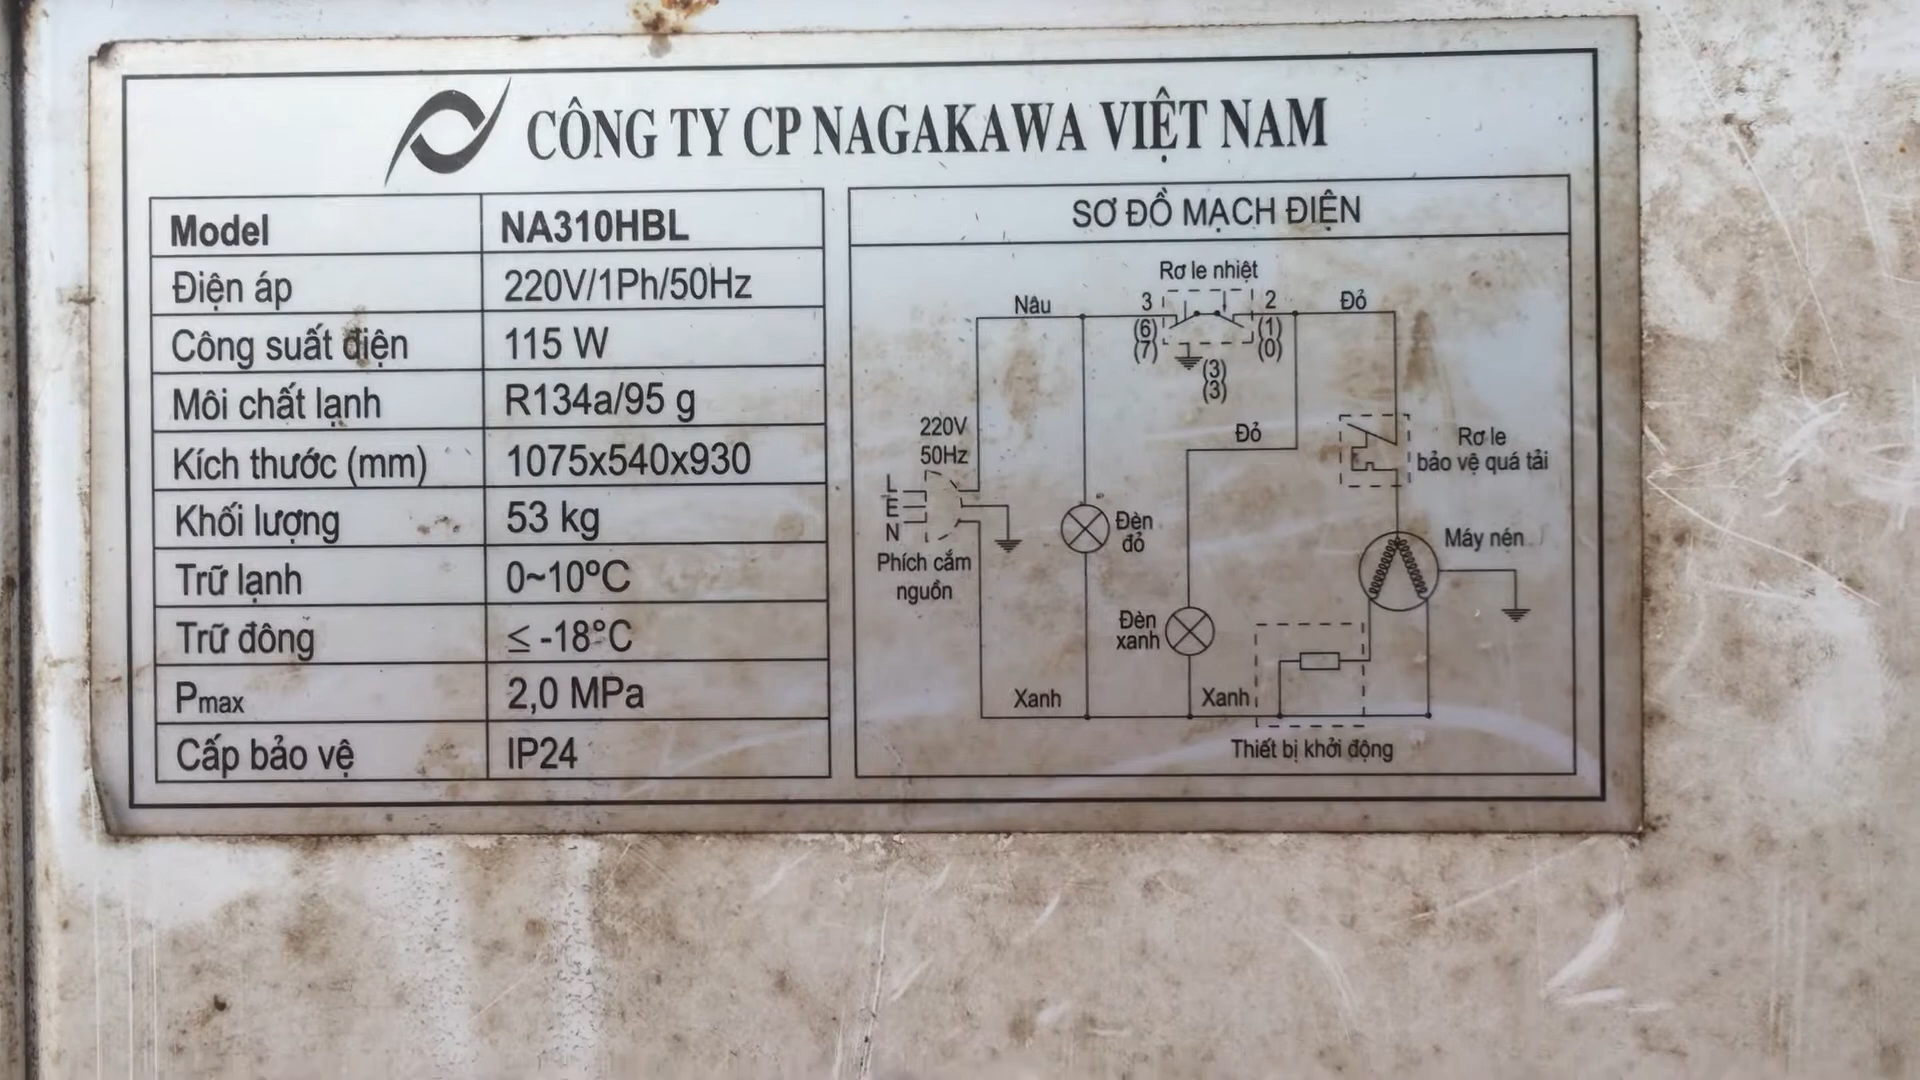 CÔNG TY CP NAGAKAWA VIỆT NAM
Model NA310HBL
Điện áp 220V/1Ph/50Hz
Công suất điện 115 W
Môi chất lạnh R134a/95 g
Kích thước (mm) 1075x540x930
Khối lượng 53 kg
Trữ lạnh 0~10ºC
Trữ đông ≤ -18°C
Pmax 2,0 MPa
Cấp bảo vệ IP24
SƠ ĐỒ MẠCH ĐIỆN
Rơ le nhiệt
Nâu
3
2
Đỏ
(6)
(1)
(7)
(0)
(3)
(3)
220V
50Hz
Đỏ
Rơ le
bảo vệ quá tải
L
E
N
Phích cắm
nguồn
Đèn
đỏ
Máy nén
Đèn
xanh
Xanh
Xanh
Thiết bị khởi động